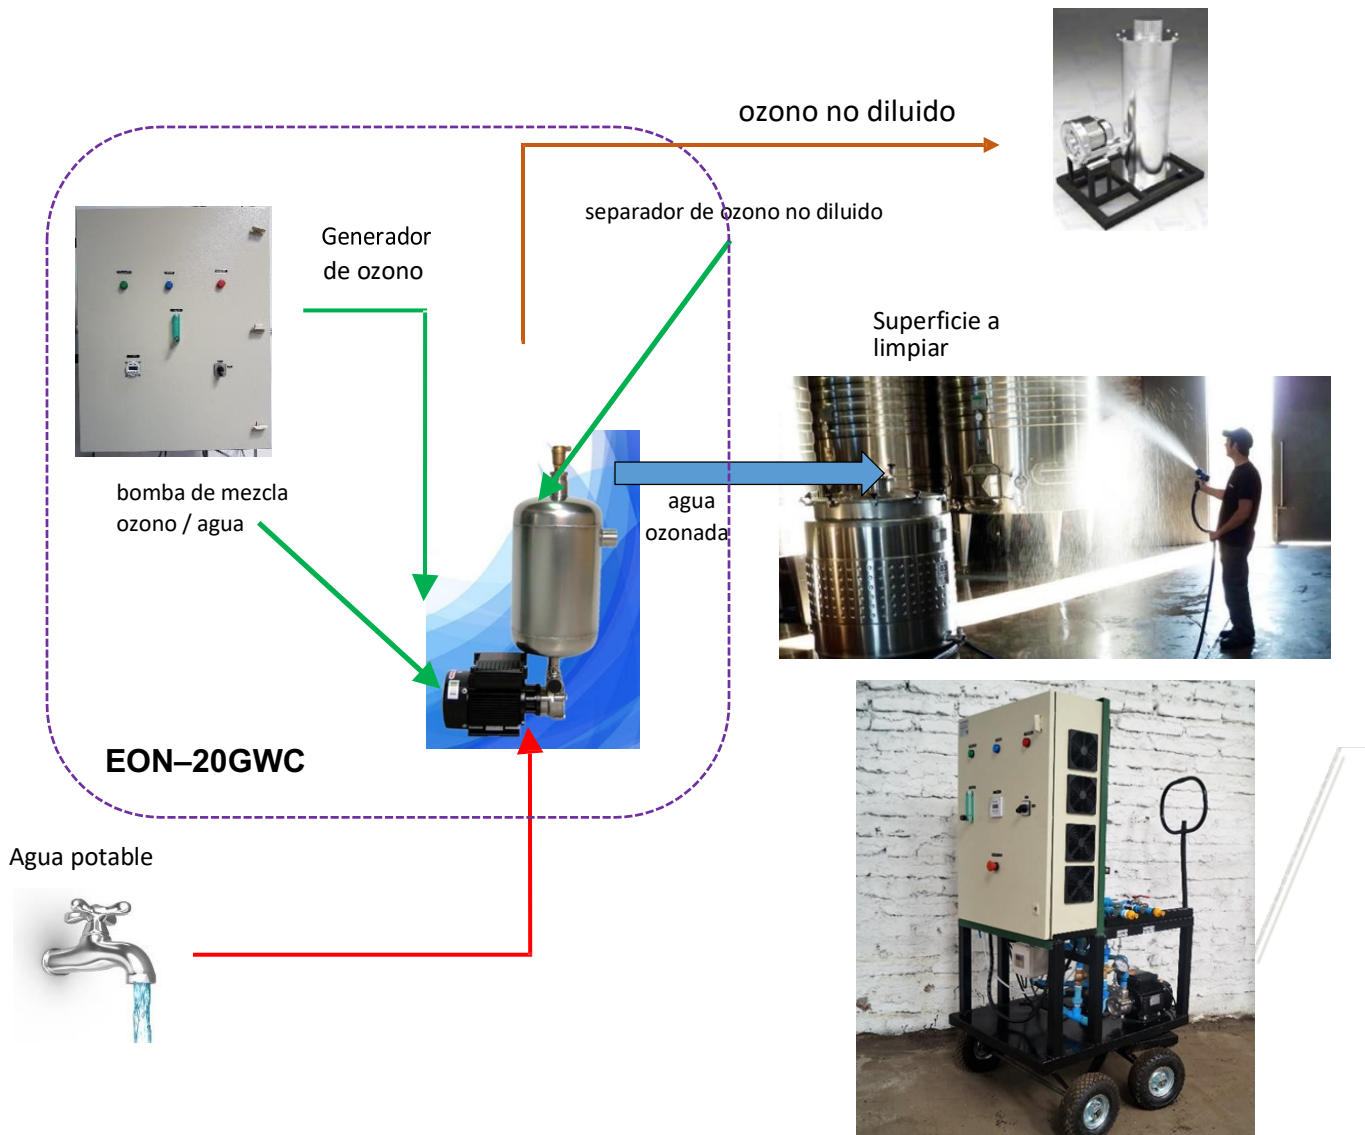 ozono no diluido
separador de ozono no diluido
Generador
de ozono
Superficie a
limpiar
bomba de mezcla
ozono / agua
agua
ozonada
EON–20GWC
Agua potable